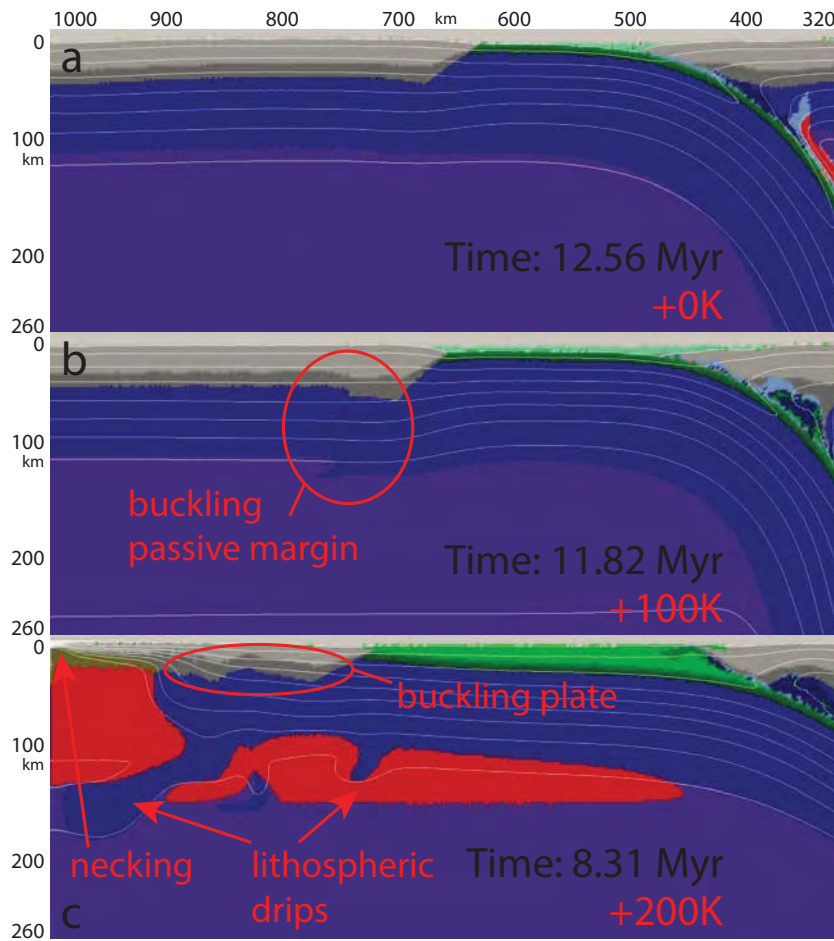 1000 900 800 700 600 500 400 320
km
0
a
100
km
200
Time: 12.56 Myr
+0K
260
0
b
100
km
buckling
passive margin
200
Time: 11.82 Myr
+100K
260
0
buckling plate
100
km
200
necking
lithospheric
drips
Time: 8.31 Myr
+200K
c
260